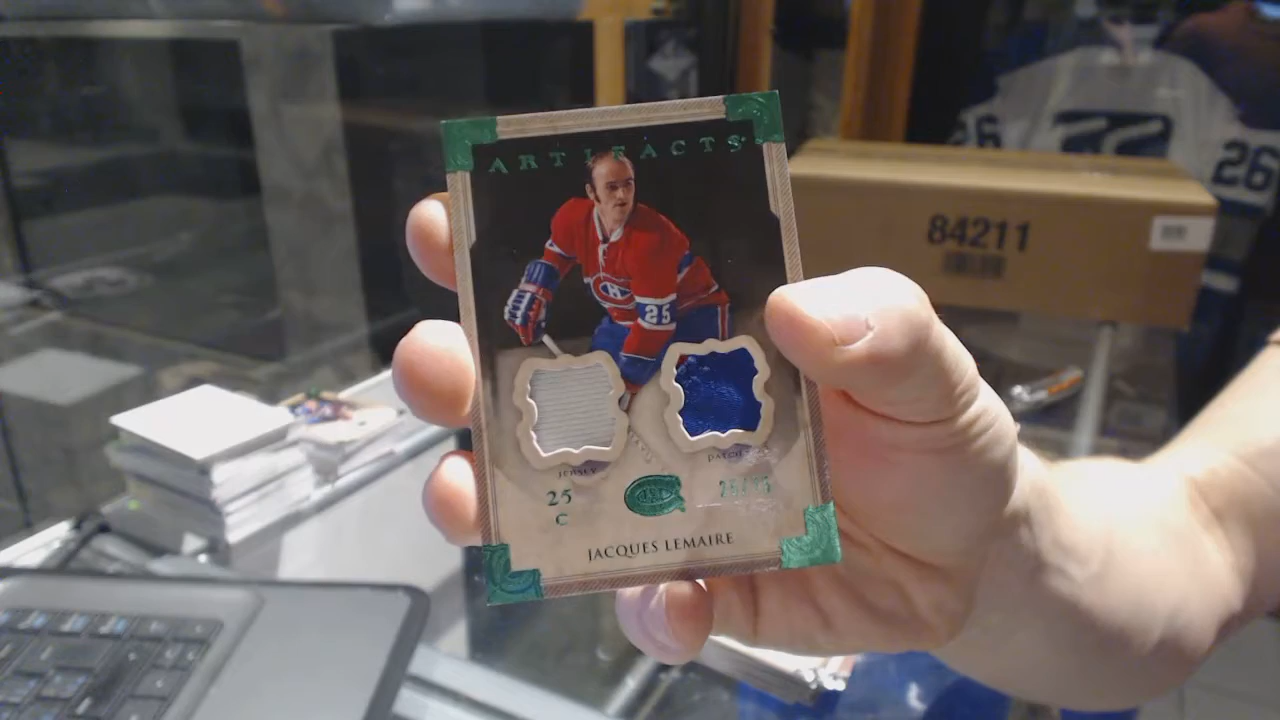 ARTIFACTS
25
JERSEY
PATCH
25
C
JACQUES LEMAIRE
84211
26
26